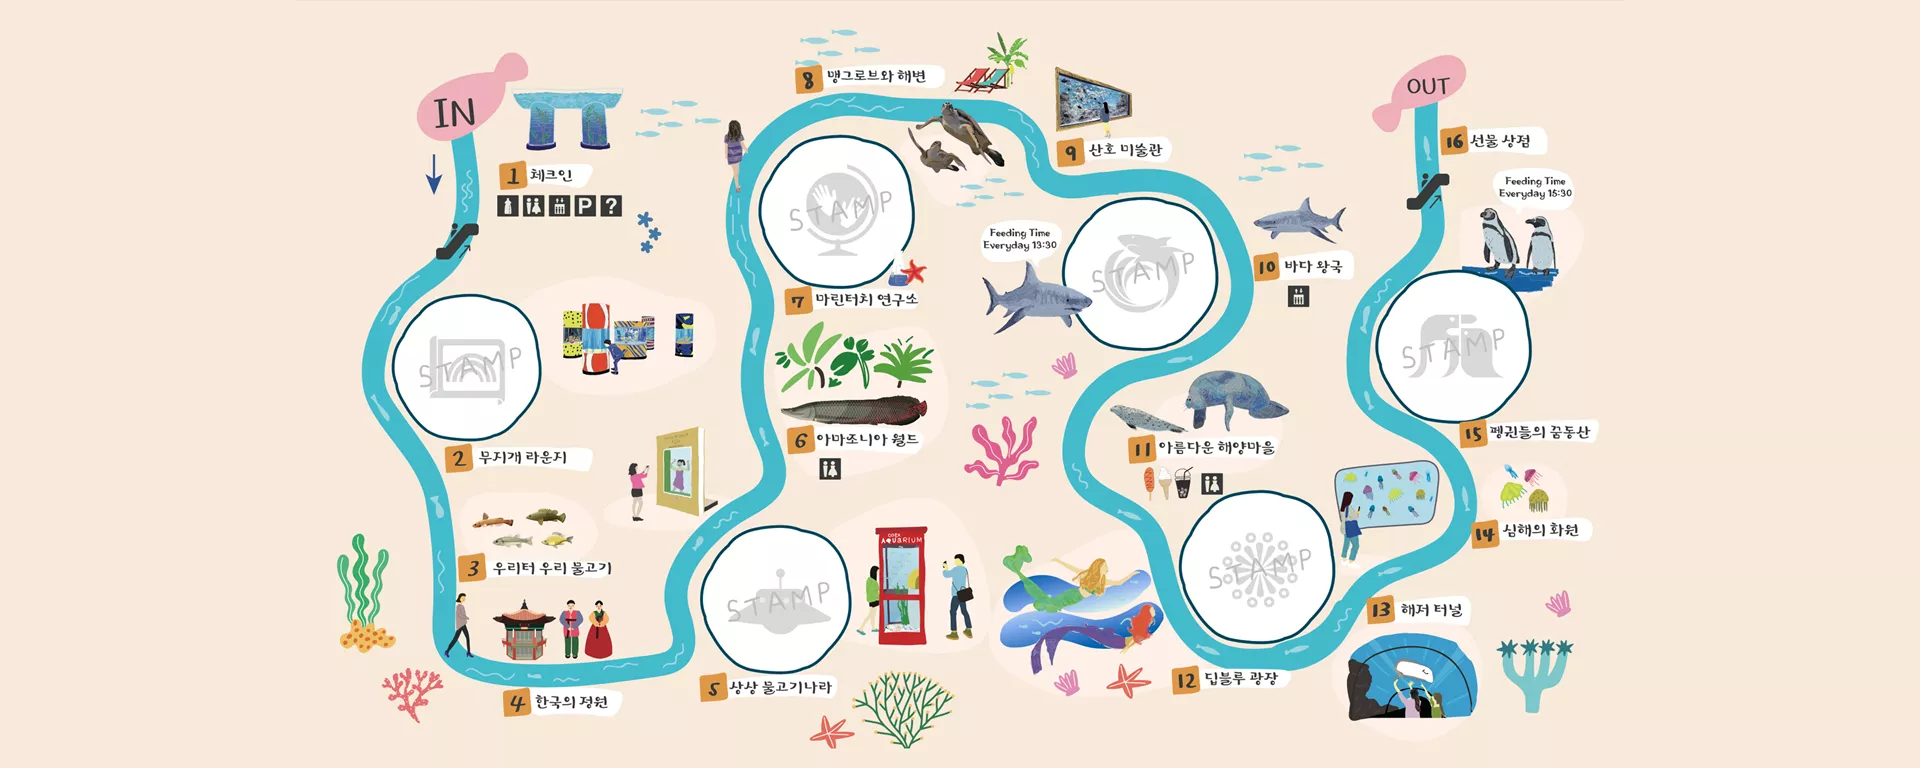 IN
1 체크인
P ?
STAMP
2 무지개 라운지
3 우리터 우리 물고기
4 한국의 정원
STAMP
5 상상 물고기나라
COEX
AQUARIUM
6 아마조니아 월드
STAMP
7 마린터치 연구소
8 맹그로브와 해변
9 산호 미술관
Feeding Time
Everyday 13:30
STAMP
10 바다 왕국
11 아름다운 해양마을
STAMP
12 딥블루 광장
13 해저 터널
14 심해의 화원
STAMP
15 펭귄들의 꿈동산
Feeding Time
Everyday 15:30
16 선물 상점
OUT